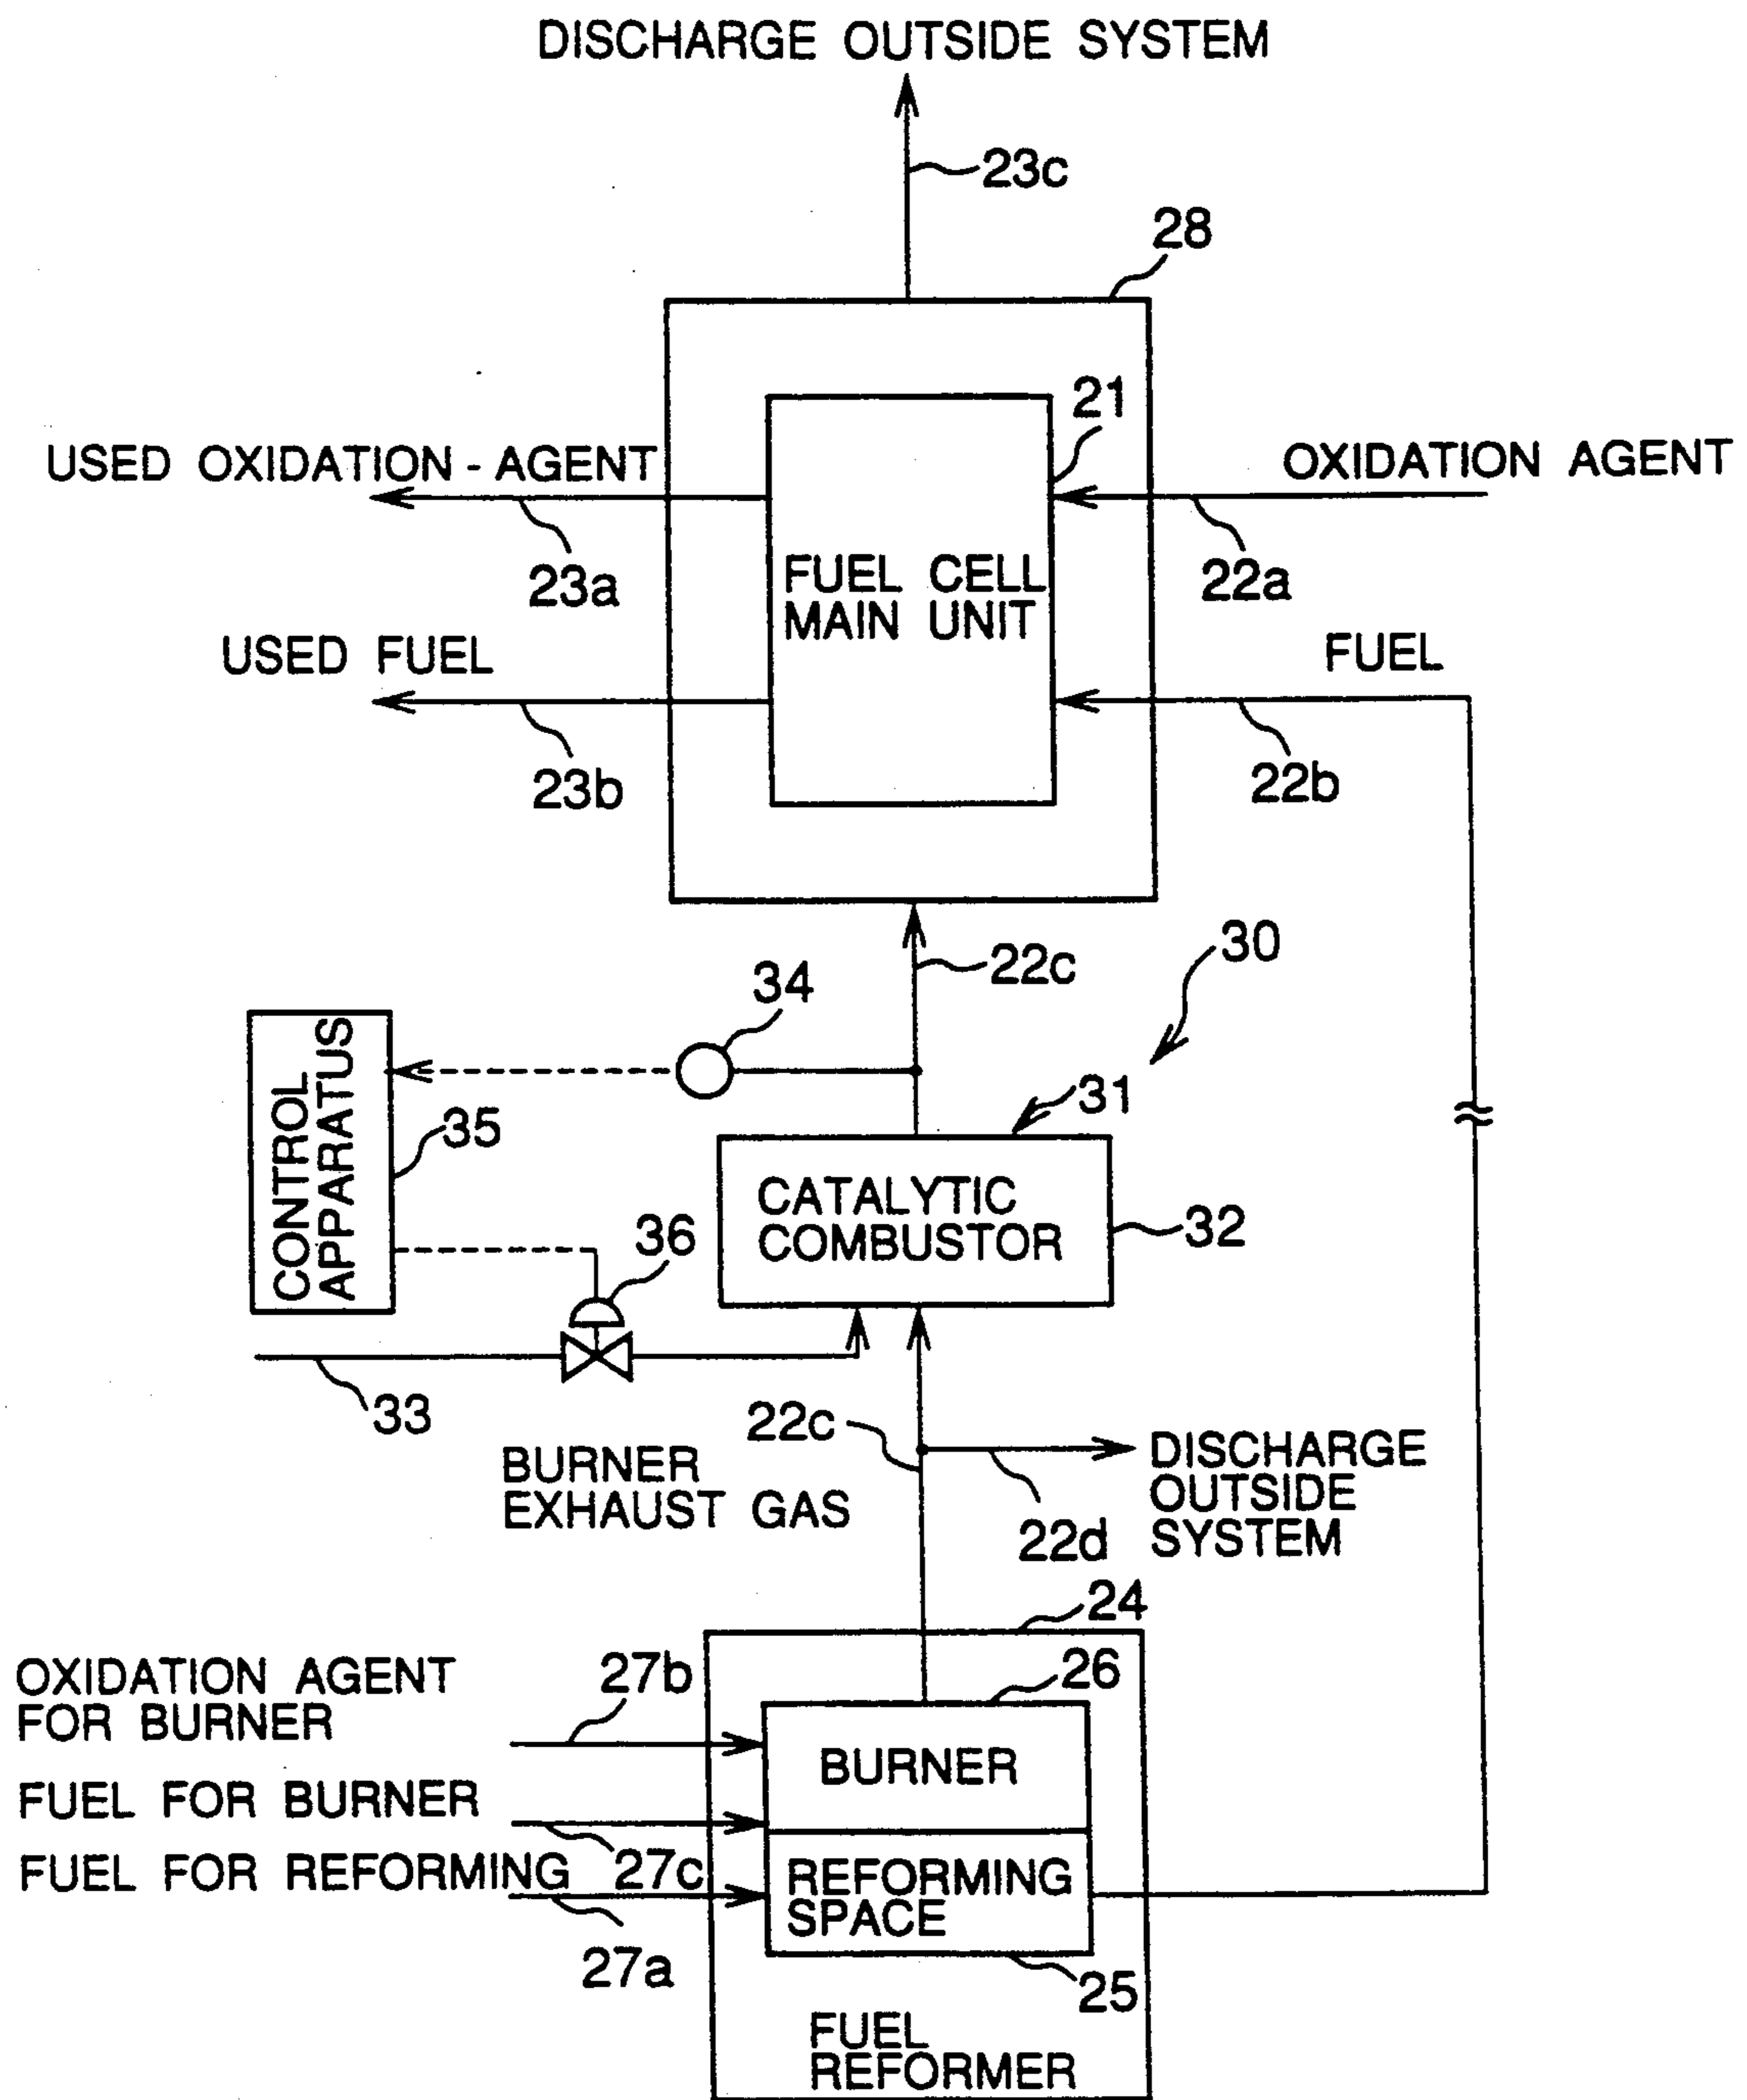 DISCHARGE OUTSIDE SYSTEM
23c
28
21
USED OXIDATION-AGENT
OXIDATION AGENT
23a
22a
FUEL CELL
MAIN UNIT
USED FUEL
FUEL
23b
22b
22c
30
34
31
CONTROL
APPARATUS
35
CATALYTIC
COMBUSTOR
32
36
33
22c
BURNER
EXHAUST GAS
DISCHARGE
OUTSIDE
SYSTEM
22d
24
OXIDATION AGENT
FOR BURNER
27b
26
BURNER
FUEL FOR BURNER
27c
FUEL FOR REFORMING
REFORMING
SPACE
27a
25
FUEL
REFORMER